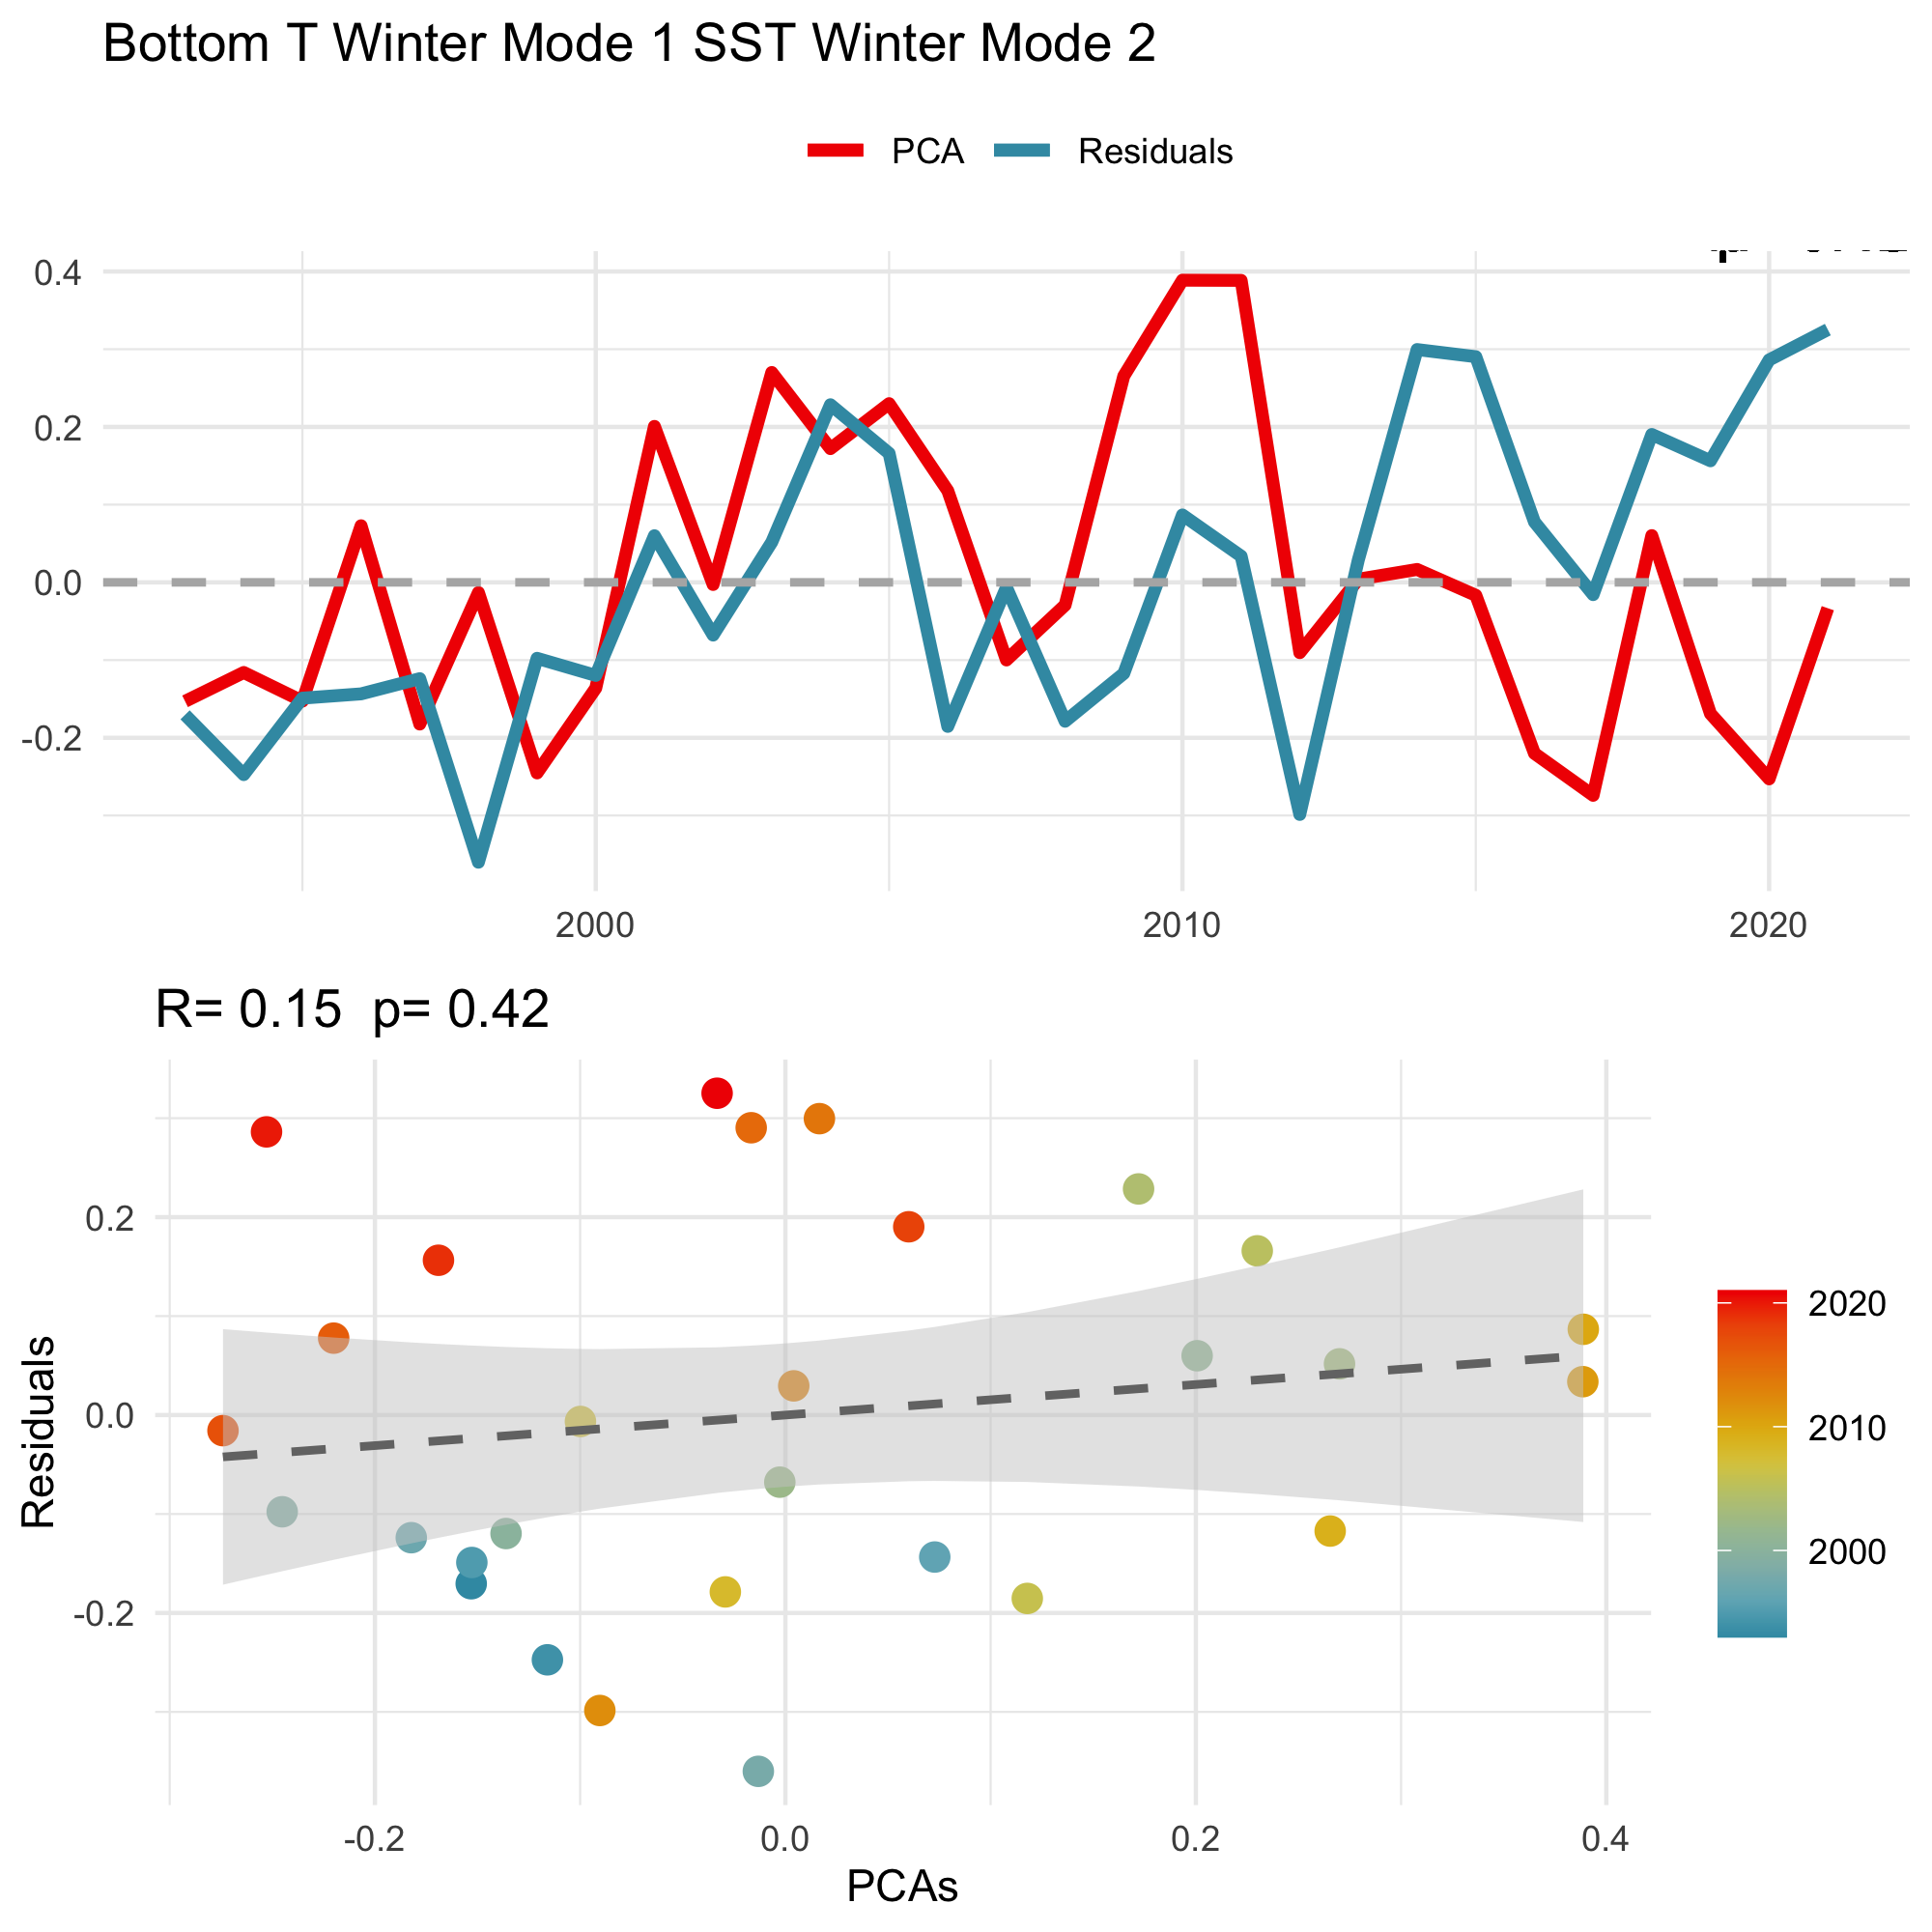 Bottom T Winter Mode 1 SST Winter Mode 2
PCA Residuals
0.4
0.2
0.0
-0.2
2000 2010 2020
R= 0.15 p= 0.42
Residuals
0.2
0.0
-0.2
-0.2 0.0 0.2 0.4
PCAs
2020
2010
2000